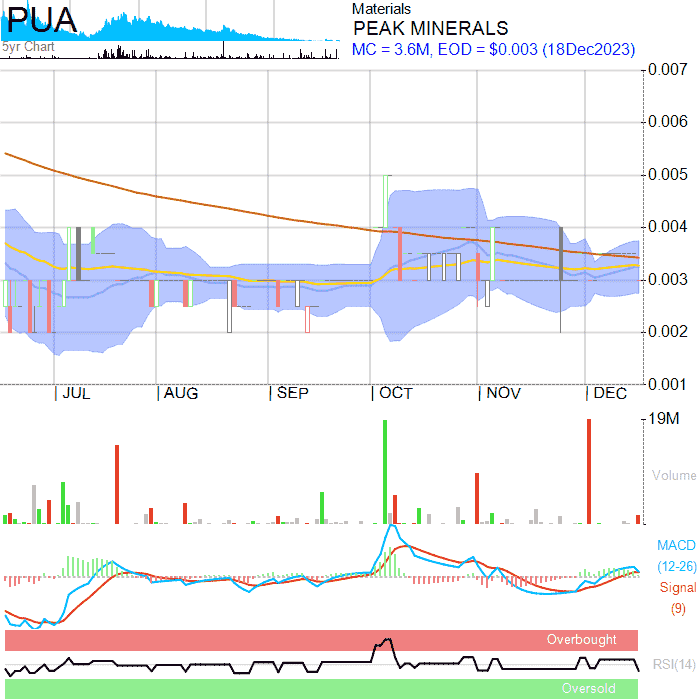 PUA
5yr Chart
Materials
PEAK MINERALS
MC = 3.6M, EOD = $0.003 (18Dec2023)
0.007
0.006
0.005
0.004
0.003
0.002
0.001
JUL
AUG
SEP
OCT
NOV
DEC
19M
Volume
MACD
(12-26)
Signal
(9)
Overbought
RSI(14)
Oversold